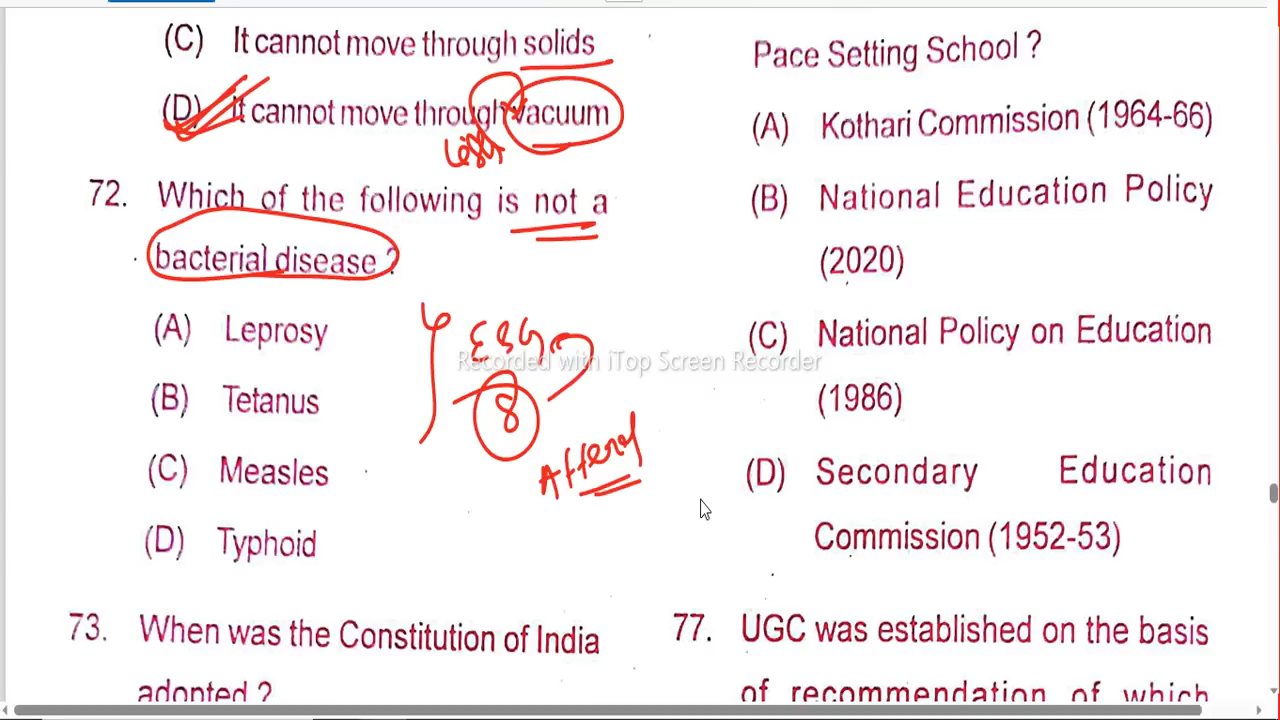 (C) It cannot move through solids
(D) It cannot move through vacuum
72. Which of the following is not a
bacterial disease ?
(A) Leprosy
(B) Tetanus
(C) Measles
(D) Typhoid
8
73. When was the Constitution of India
adopted ?
Pace Setting School ?
(A) Kothari Commission (1964-66)
(B) National Education Policy
(2020)
(C) National Policy on Education
(1986)
(D) Secondary Education
Commission (1952-53)
77. UGC was established on the basis
of recommendation of which
Recorded with iTop Screen Recorder